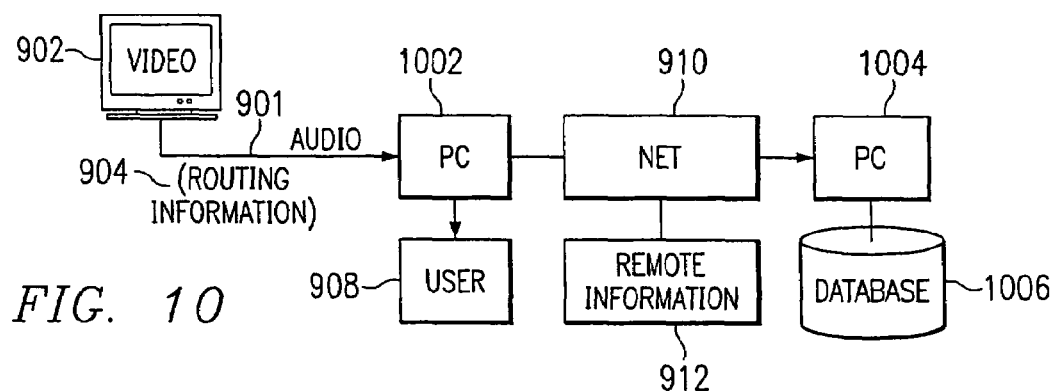 902
VIDEO
901
AUDIO
904
(ROUTING
INFORMATION)
1002
PC
910
NET
1004
PC
908
USER
REMOTE
INFORMATION
912
DATABASE
1006
FIG. 10